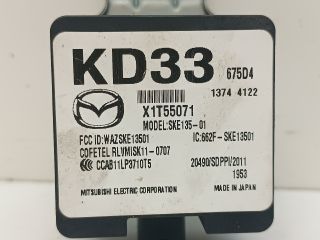 KD33 675D4
1374 4122
X1T55071
MODEL:SKE135-01
FCC ID:WAZSKE13501 IC:662F-SKE13501
COFETEL RLVMISK11-0707
CCAB11LP3710T5 20490/SDPPI/2011
1953
MITSUBISHI ELECTRIC CORPORATION MADE IN JAPAN